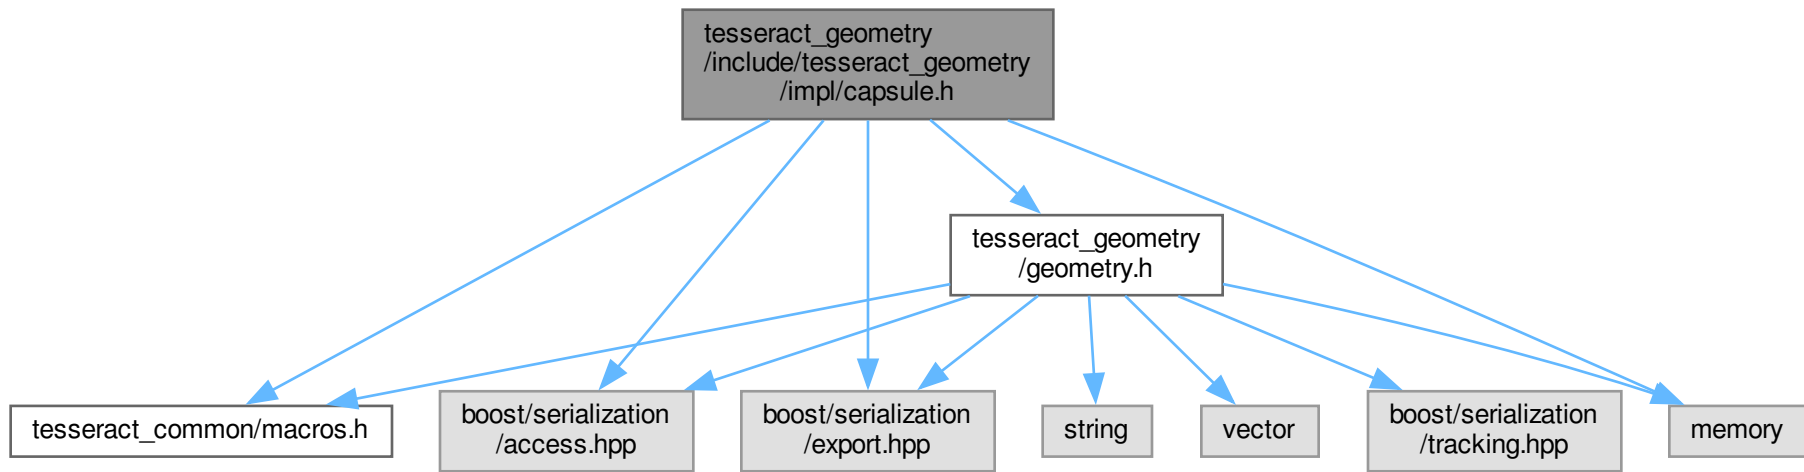 tesseract_geometry
/include/tesseract_geometry
/impl/capsule.h
tesseract_geometry
/geometry.h
tesseract_common/macros.h
boost/serialization
/access.hpp
boost/serialization
/export.hpp
string
vector
boost/serialization
/tracking.hpp
memory